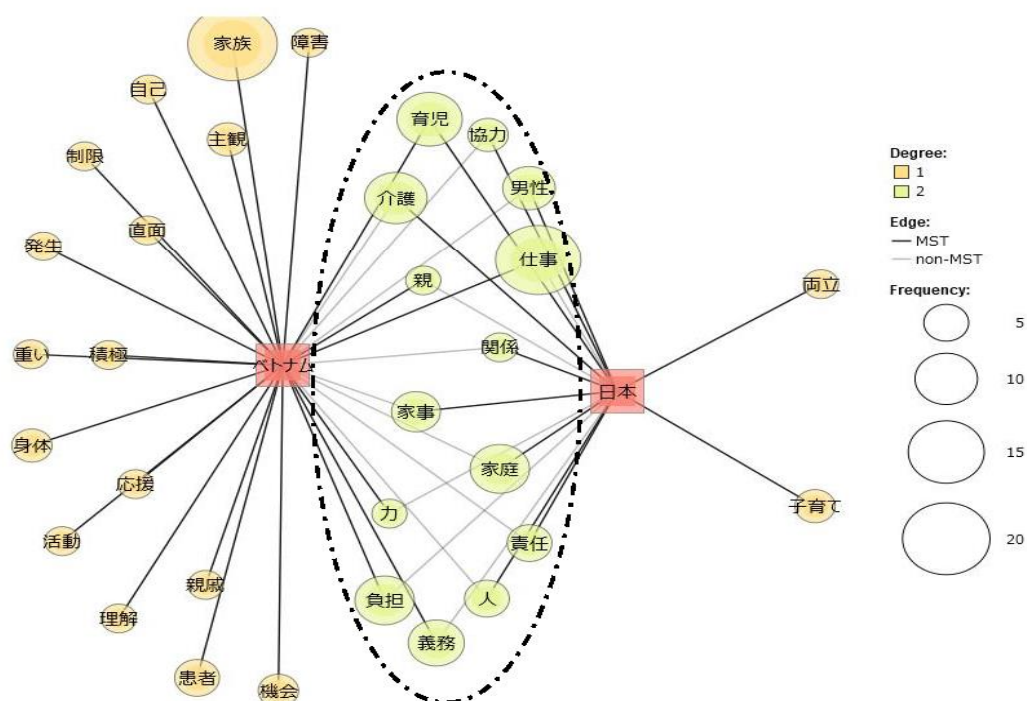 家族
障害
自己
主観
制限
直面
発生
重い
積極
ベトナム
身体
応援
活動
親戚
理解
患者
機会
育児
協力
介護
男性
仕事
親
関係
家事
家庭
力
責任
負担
人
義務
日本
両立
子育て
Degree:
1
2
Edge:
MST
non-MST
Frequency:
5
10
15
20